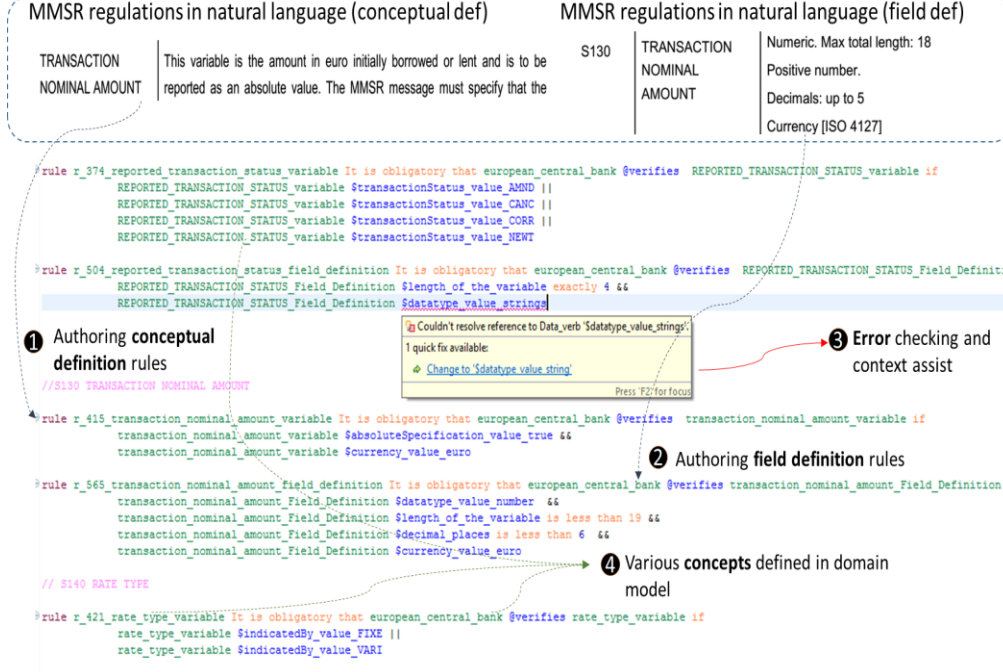 MMSR regulations in natural language (conceptual def)
MMSR regulations in natural language (field def)
TRANSACTION
NOMINAL AMOUNT
This variable is the amount in euro initially borrowed or lent and is to be
reported as an absolute value. The MMSR message must specify that the
S130
TRANSACTION
NOMINAL
AMOUNT
Numeric. Max total length: 18
Positive number.
Decimals: up to 5
Currency [ISO 4127]
rule r_374_reported_transaction_status_variable It is obligatory that european_central_bank @verifies REPORTED_TRANSACTION_STATUS_variable if
REPORTED_TRANSACTION_STATUS_variable $transactionStatus_value_AMND ||
REPORTED_TRANSACTION_STATUS_variable $transactionStatus_value_CANC ||
REPORTED_TRANSACTION_STATUS_variable $transactionStatus_value_CORR ||
REPORTED_TRANSACTION_STATUS_variable $transactionStatus_value_NEWT
rule r_504_reported_transaction_status_field_definition It is obligatory that european_central_bank @verifies REPORTED_TRANSACTION_STATUS_Field_Definiti
REPORTED_TRANSACTION_STATUS_Field_Definition $length_of_the_variable exactly 4 &&
REPORTED_TRANSACTION_STATUS_Field_Definition $datatype_value_strings
Couldn't resolve reference to Data_verb '$datatype_value_strings'.
1 quick fix available:
Change to '$datatype_value_string'
Press 'F2' for focus
1 Authoring conceptual
definition rules
3 Error checking and
context assist
//S130 TRANSACTION NOMINAL AMOUNT
rule r_415_transaction_nominal_amount_variable It is obligatory that european_central_bank @verifies transaction_nominal_amount_variable if
transaction_nominal_amount_variable $absoluteSpecification_value_true &&
transaction_nominal_amount_variable $currency_value_euro
2 Authoring field definition rules
rule r_565_transaction_nominal_amount_field_definition It is obligatory that european_central_bank @verifies transaction_nominal_amount_Field_Definition
transaction_nominal_amount_Field_Definition $datatype_value_number &&
transaction_nominal_amount_Field_Definition $length_of_the_variable is less than 19 &&
transaction_nominal_amount_Field_Definition $decimal_places is less than 6 &&
transaction_nominal_amount_Field_Definition $currency_value_euro
4 Various concepts defined in domain
model
// S140 RATE TYPE
rule r_421_rate_type_variable It is obligatory that european_central_bank @verifies rate_type_variable if
rate_type_variable $indicatedBy_value_FIXE ||
rate_type_variable $indicatedBy_value_VARI